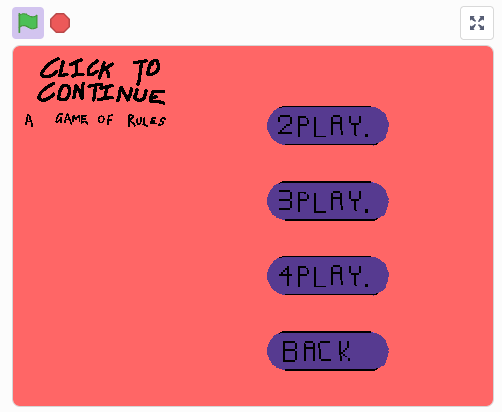 CLICK TO
CONTINUE
A GAME OF RULES
2PLAY.
3PLAY.
4PLAY.
BACK